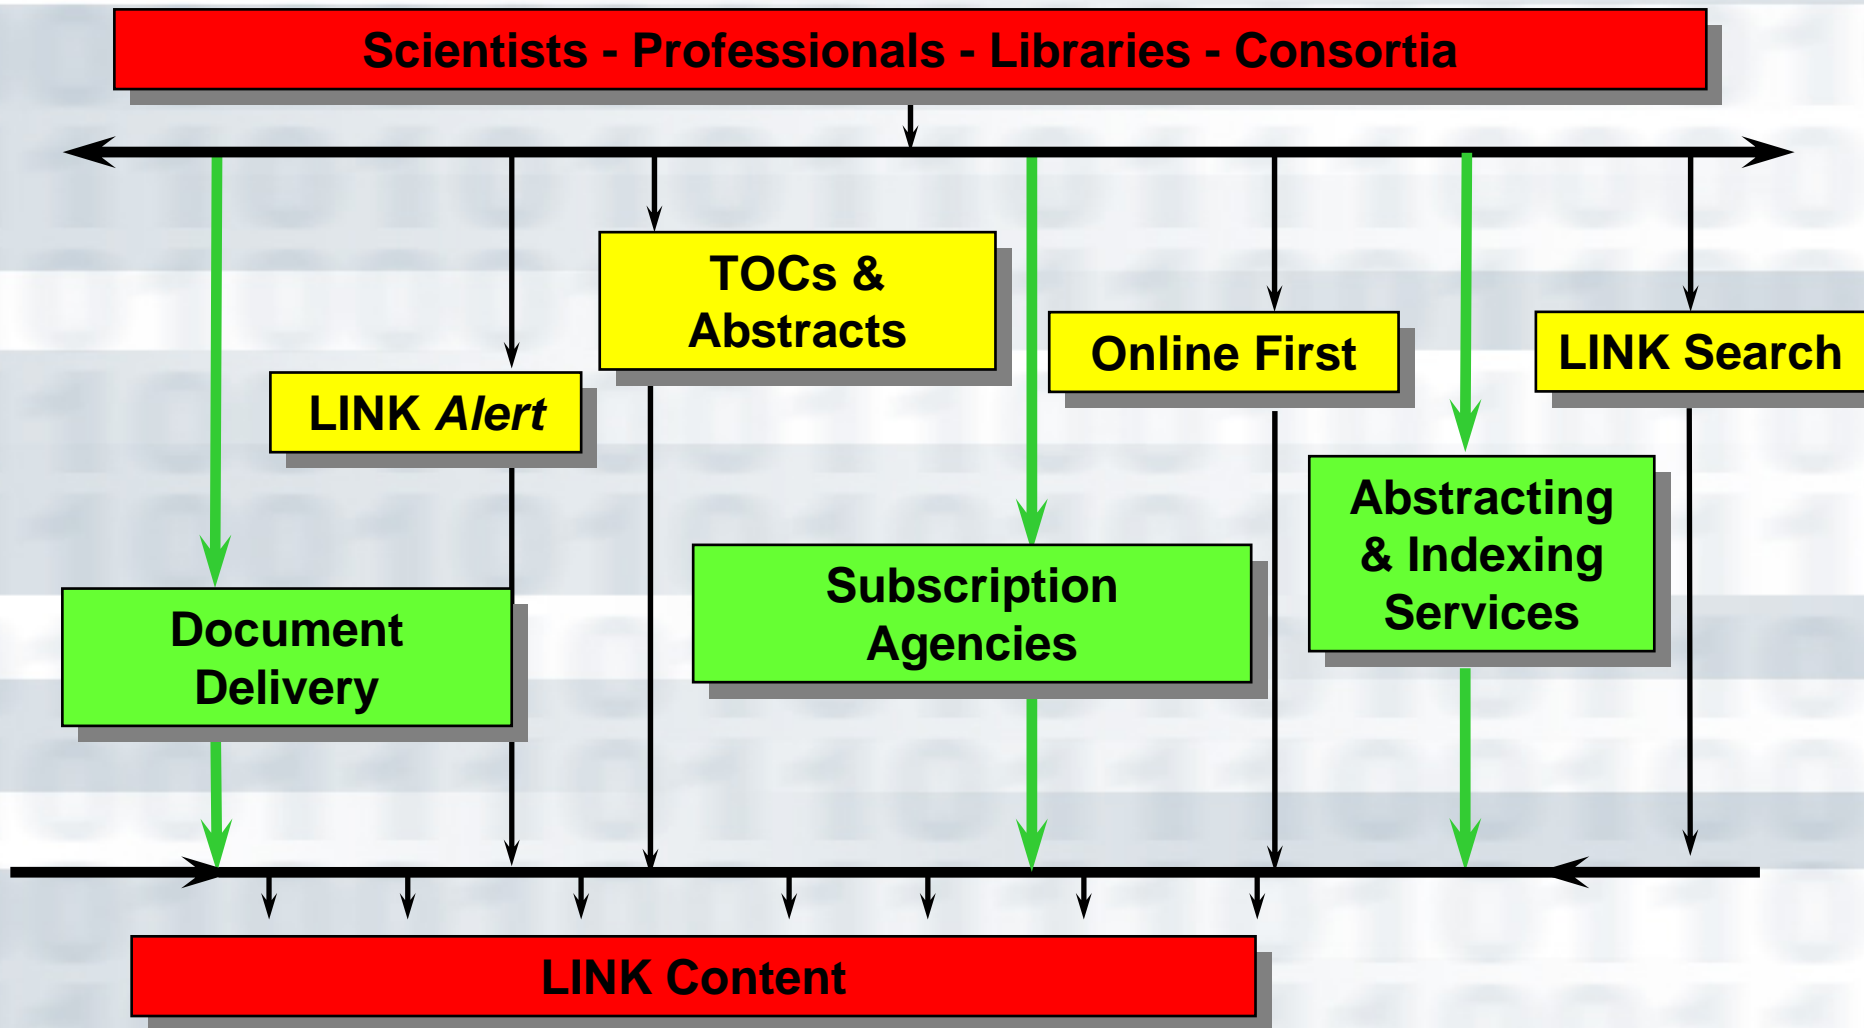 Scientists - Professionals - Libraries - Consortia
TOCs &
Abstracts
Online First
LINK Search
LINK Alert
Abstracting
& Indexing
Services
Subscription
Agencies
Document
Delivery
LINK Content